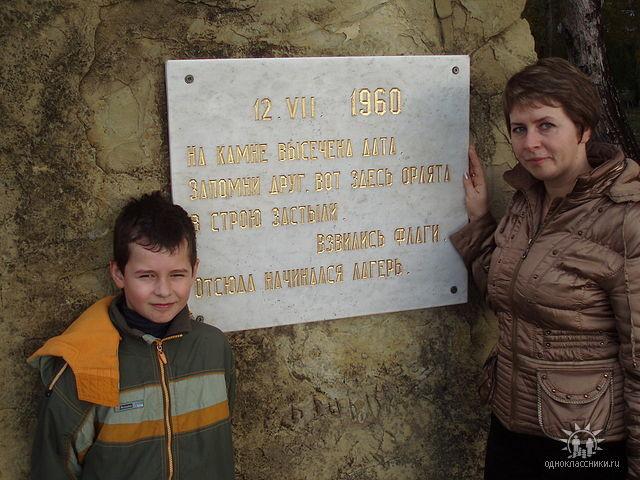 12. VII. 1960
НА КАМНЕ ВЫСЕЧЕНА ДАТА.
ЗАПОМНИ ДРУГ, ВОТ ЗДЕСЬ ОРЛЯТА
В СТРОЮ ЗАСТЫЛИ.
ВЗВИЛИСЬ ФЛАГИ.
ОТСЮДА НАЧИНАЛСЯ ЛАГЕРЬ.
одноклассники.ru